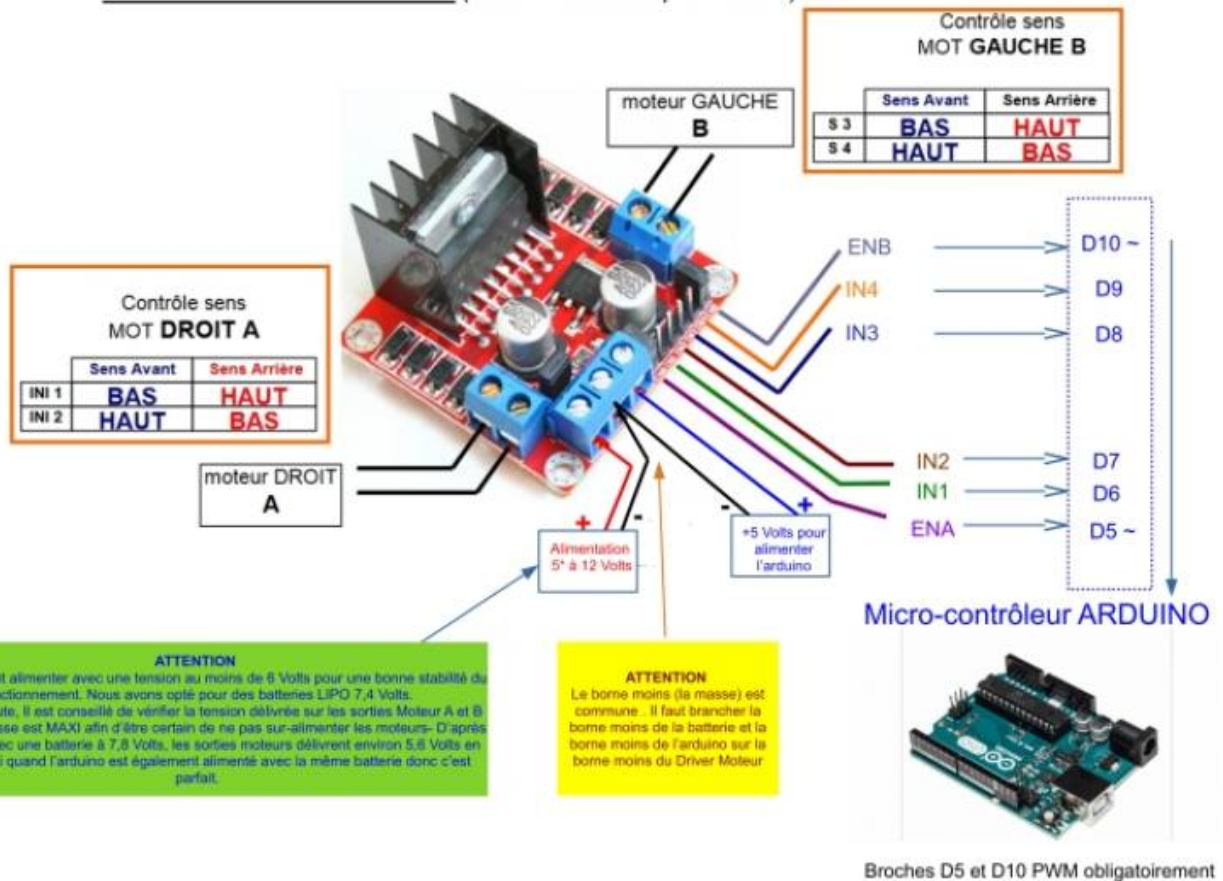 Contrôle sens
MOT GAUCHE B
Sens Avant Sens Arrière
S 3 BAS HAUT
S 4 HAUT BAS
moteur GAUCHE
B
ENB D10 ~
IN4 D9
IN3 D8
Contrôle sens
MOT DROIT A
Sens Avant Sens Arrière
INI 1 BAS HAUT
INI 2 HAUT BAS
moteur DROIT
A
IN2 D7
IN1 D6
ENA D5 ~
+ -
Alimentation
5* à 12 Volts
- +
+5 Volts pour
alimenter
l'arduino
Micro-contrôleur ARDUINO
ATTENTION
alimenter avec une tension au moins de 6 Volts pour une bonne stabilité du
Nous avons opté pour des batteries LIPO 7,4 Volts.
Il est conseillé de vérifier la tension délivrée sur les sorties Moteur A et B
est MAXI afin d'être certain de ne pas sur-alimenter les moteurs- D'après
une batterie à 7,8 Volts, les sorties moteurs délivrent environ 5,6 Volts en
quand l'arduino est également alimenté avec la même batterie donc c'est
parfait.
ATTENTION
Le borne moins (la masse) est
commune . Il faut brancher la
borne moins de la batterie et la
borne moins de l'arduino sur la
borne moins du Driver Moteur
Broches D5 et D10 PWM obligatoirement